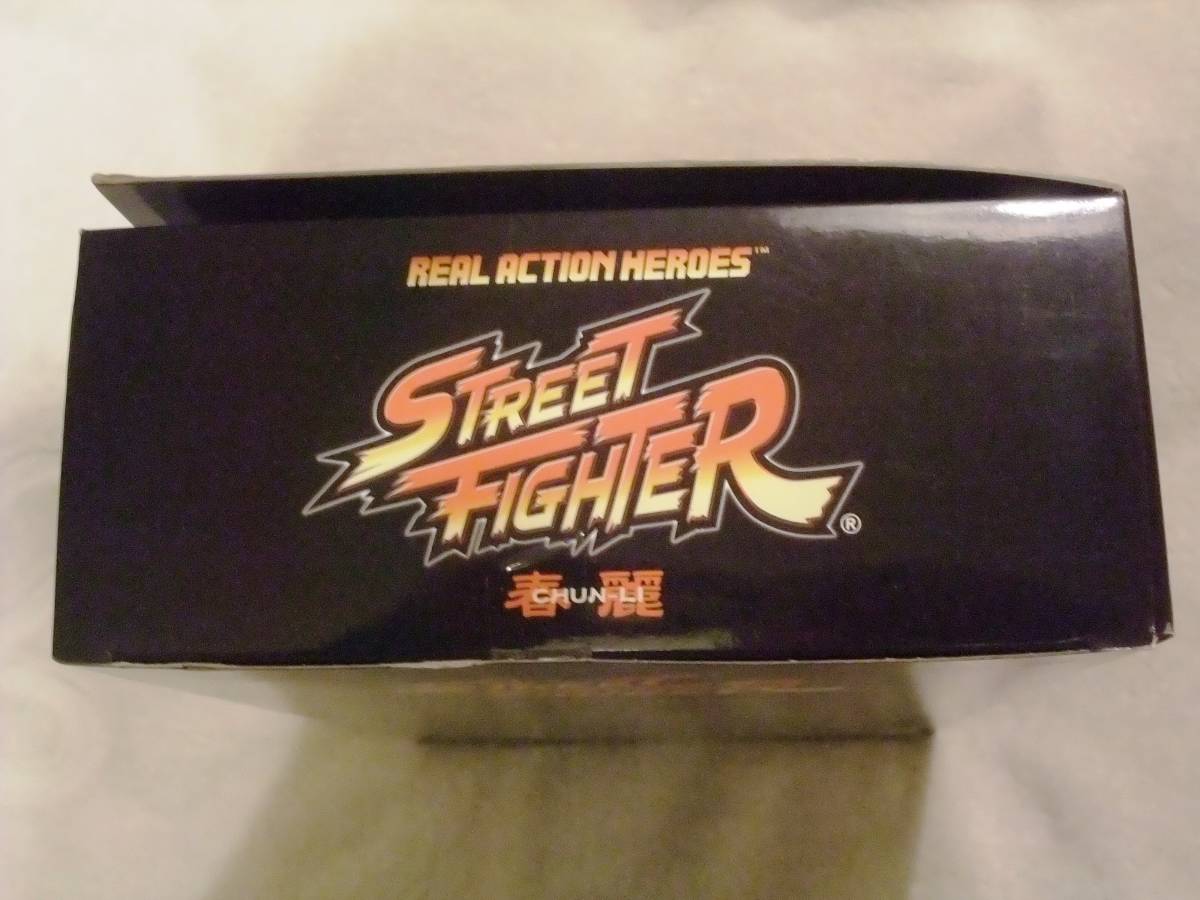 REAL ACTION HEROES™
STREET
FIGHTER®
春麗
CHUN-LI